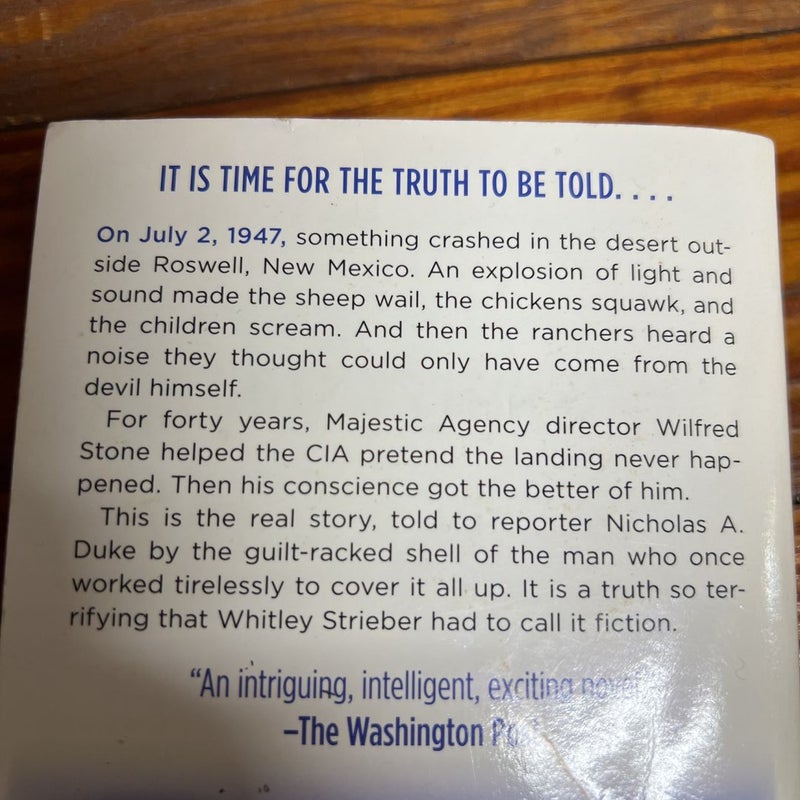 IT IS TIME FOR THE TRUTH TO BE TOLD. . . .
On July 2, 1947, something crashed in the desert out-
side Roswell, New Mexico. An explosion of light and
sound made the sheep wail, the chickens squawk, and
the children scream. And then the ranchers heard a
noise they thought could only have come from the
devil himself.
For forty years, Majestic Agency director Wilfred
Stone helped the CIA pretend the landing never hap-
pened. Then his conscience got the better of him.
This is the real story, told to reporter Nicholas A.
Duke by the guilt-racked shell of the man who once
worked tirelessly to cover it all up. It is a truth so ter-
rifying that Whitley Strieber had to call it fiction.
“An intriguing, intelligent, exciting novel
–The Washington